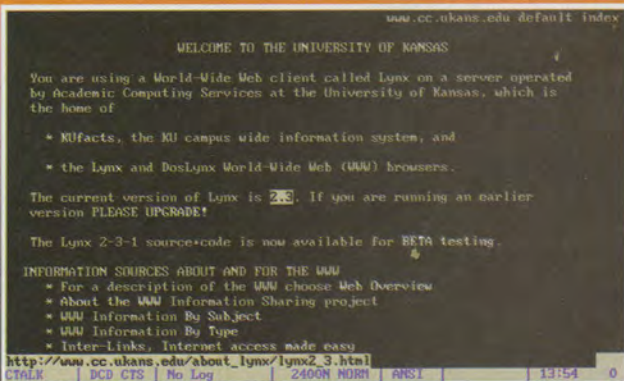 www.cc.ukans.edu default index
WELCOME TO THE UNIVERSITY OF KANSAS
You are using a World-Wide Web client called Lynx on a server operated
by Academic Computing Services at the University of Kansas, which is
the home of
* KUfacts, the KU campus wide information system, and
* the Lynx and DosLynx World-Wide Web (WWW) browsers.
The current version of Lynx is 2.3. If you are running an earlier
version PLEASE UPGRADE!
The Lynx 2-3-1 source code is now available for BETA testing.
INFORMATION SOURCES ABOUT AND FOR THE WWW
* For a description of the WWW choose Web Overview
* About the WWW Information Sharing project
* WWW Information By Subject
* WWW Information By Type
* Inter-Links, Internet access made easy
http://www.cc.ukans.edu/about_lynx/lynx2_3.html
CTALK | DCD CTS | No Log | 2400N NORM | ANSI | 13:54 0